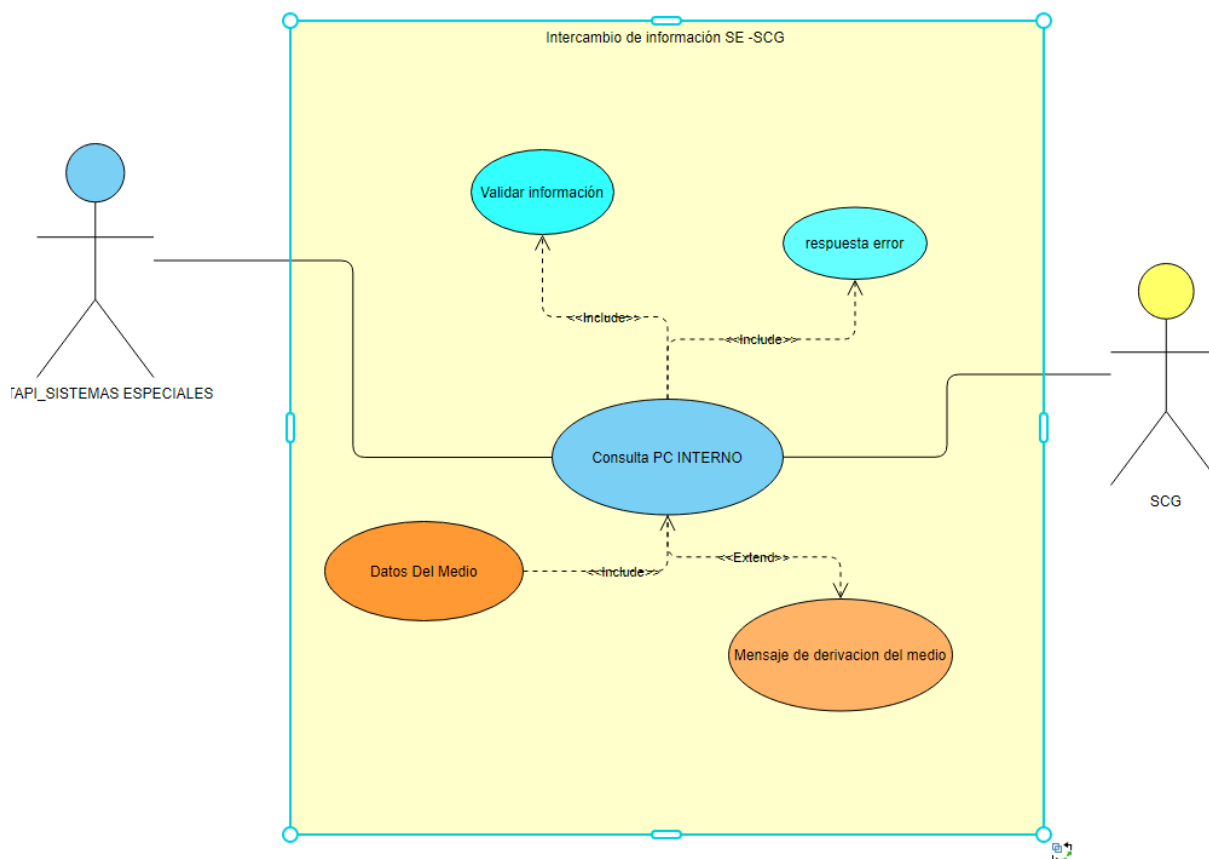 Intercambio de información SE -SCG
Validar información
respuesta error
<<Include>>
<<Include>>
TAPI_SISTEMAS ESPECIALES
Consulta PC INTERNO
SCG
Datos Del Medio
<<Include>>
<<Extend>>
Mensaje de derivacion del medio